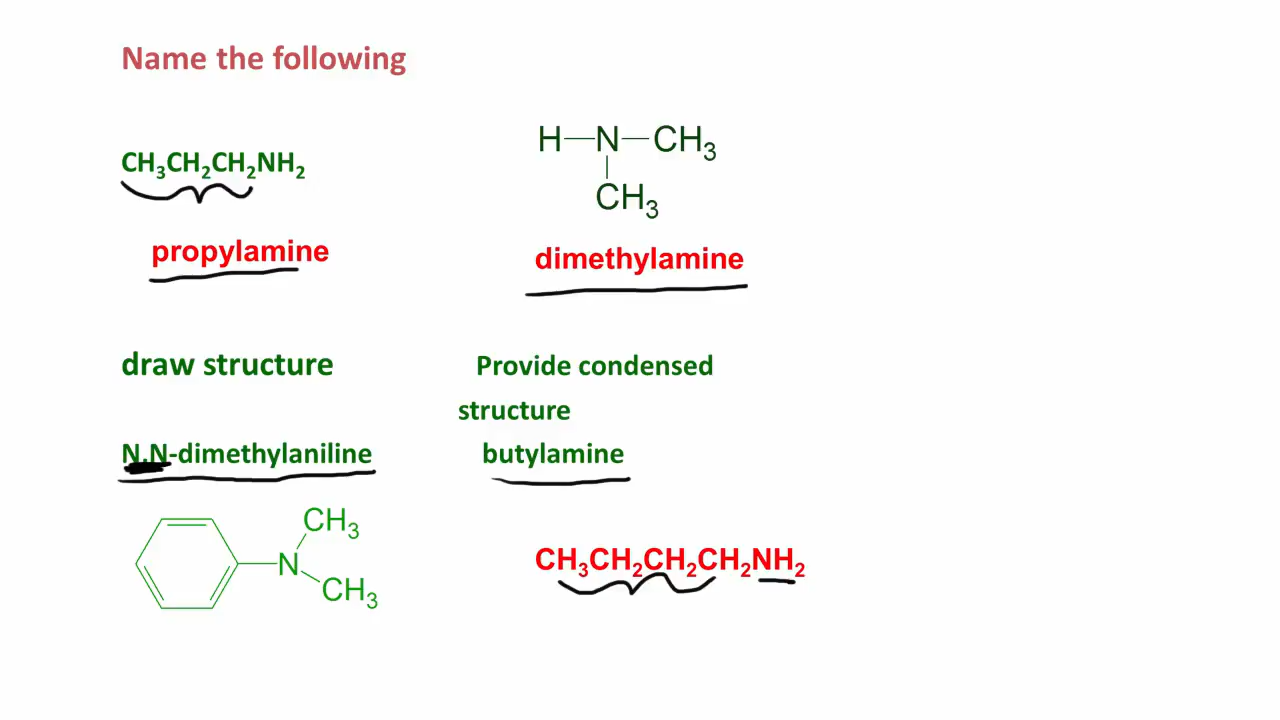 Name the following
CH₃CH₂CH₂NH₂
H—N—CH₃
CH₃
propylamine
dimethylamine
draw structure
Provide condensed
structure
N,N-dimethylaniline
butylamine
CH₃
N
CH₃
CH₃CH₂CH₂CH₂NH₂